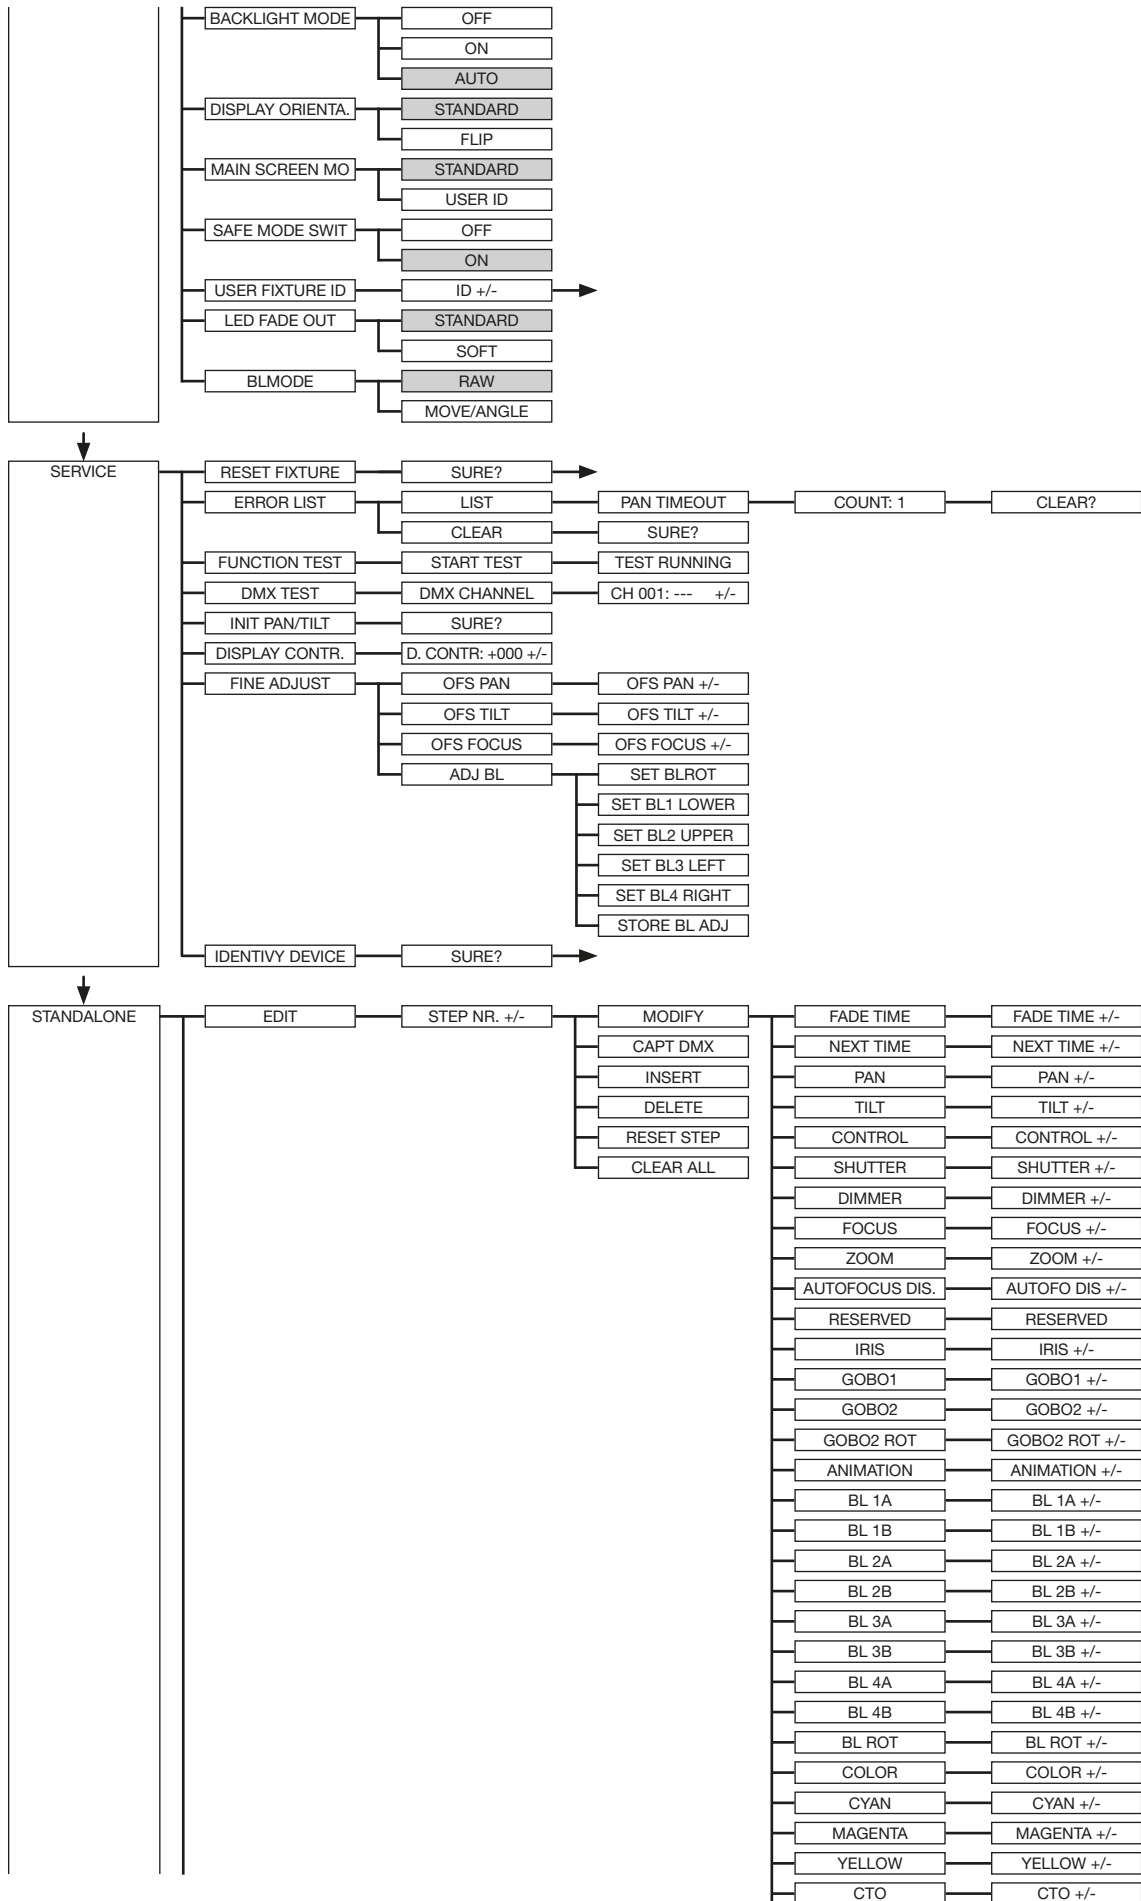 BACKLIGHT MODE OFF
ON
AUTO
DISPLAY ORIENTA. STANDARD
FLIP
MAIN SCREEN MO STANDARD
USER ID
SAFE MODE SWIT OFF
ON
USER FIXTURE ID ID +/-
LED FADE OUT STANDARD
SOFT
BLMODE RAW
MOVE/ANGLE
SERVICE RESET FIXTURE SURE?
ERROR LIST LIST PAN TIMEOUT COUNT: 1 CLEAR?
CLEAR SURE?
FUNCTION TEST START TEST TEST RUNNING
DMX TEST DMX CHANNEL CH 001: --- +/-
INIT PAN/TILT SURE?
DISPLAY CONTR. D. CONTR: +000 +/-
FINE ADJUST OFS PAN OFS PAN +/-
OFS TILT OFS TILT +/-
OFS FOCUS OFS FOCUS +/-
ADJ BL SET BLROT
SET BL1 LOWER
SET BL2 UPPER
SET BL3 LEFT
SET BL4 RIGHT
STORE BL ADJ
IDENTIVY DEVICE SURE?
STANDALONE EDIT STEP NR. +/- MODIFY FADE TIME FADE TIME +/-
CAPT DMX NEXT TIME NEXT TIME +/-
INSERT PAN PAN +/-
DELETE TILT TILT +/-
RESET STEP CONTROL CONTROL +/-
CLEAR ALL SHUTTER SHUTTER +/-
DIMMER DIMMER +/-
FOCUS FOCUS +/-
ZOOM ZOOM +/-
AUTOFOCUS DIS. AUTOFO DIS +/-
RESERVED RESERVED
IRIS IRIS +/-
GOBO1 GOBO1 +/-
GOBO2 GOBO2 +/-
GOBO2 ROT GOBO2 ROT +/-
ANIMATION ANIMATION +/-
BL 1A BL 1A +/-
BL 1B BL 1B +/-
BL 2A BL 2A +/-
BL 2B BL 2B +/-
BL 3A BL 3A +/-
BL 3B BL 3B +/-
BL 4A BL 4A +/-
BL 4B BL 4B +/-
BL ROT BL ROT +/-
COLOR COLOR +/-
CYAN CYAN +/-
MAGENTA MAGENTA +/-
YELLOW YELLOW +/-
CTO CTO +/-